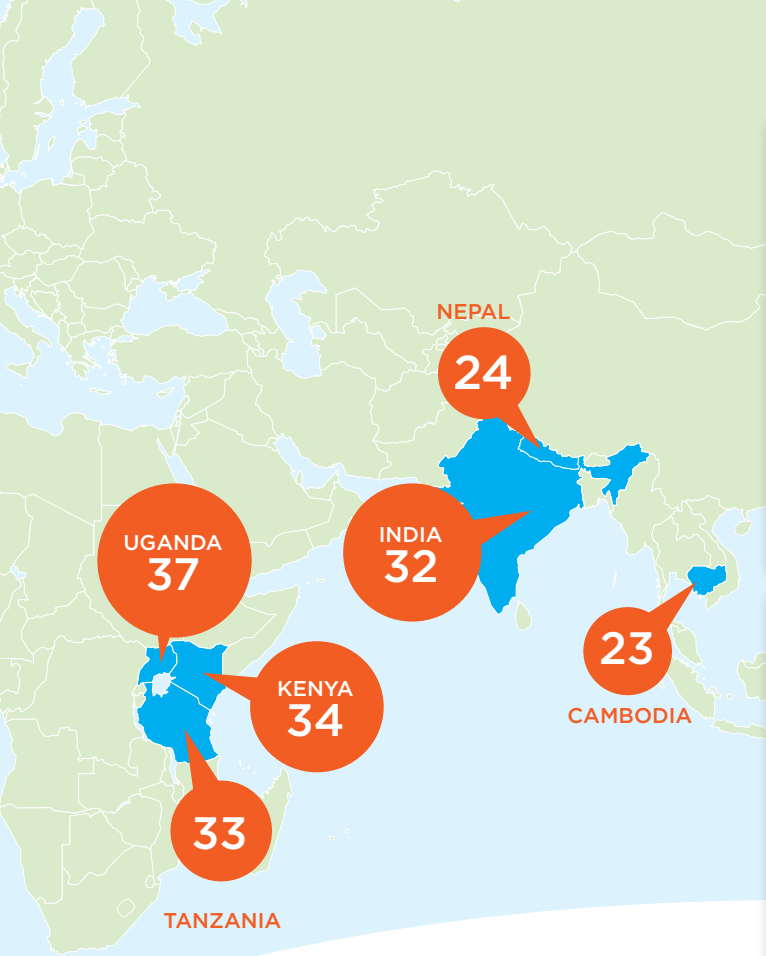 NEPAL
24
UGANDA
37
INDIA
32
23
CAMBODIA
KENYA
34
33
TANZANIA